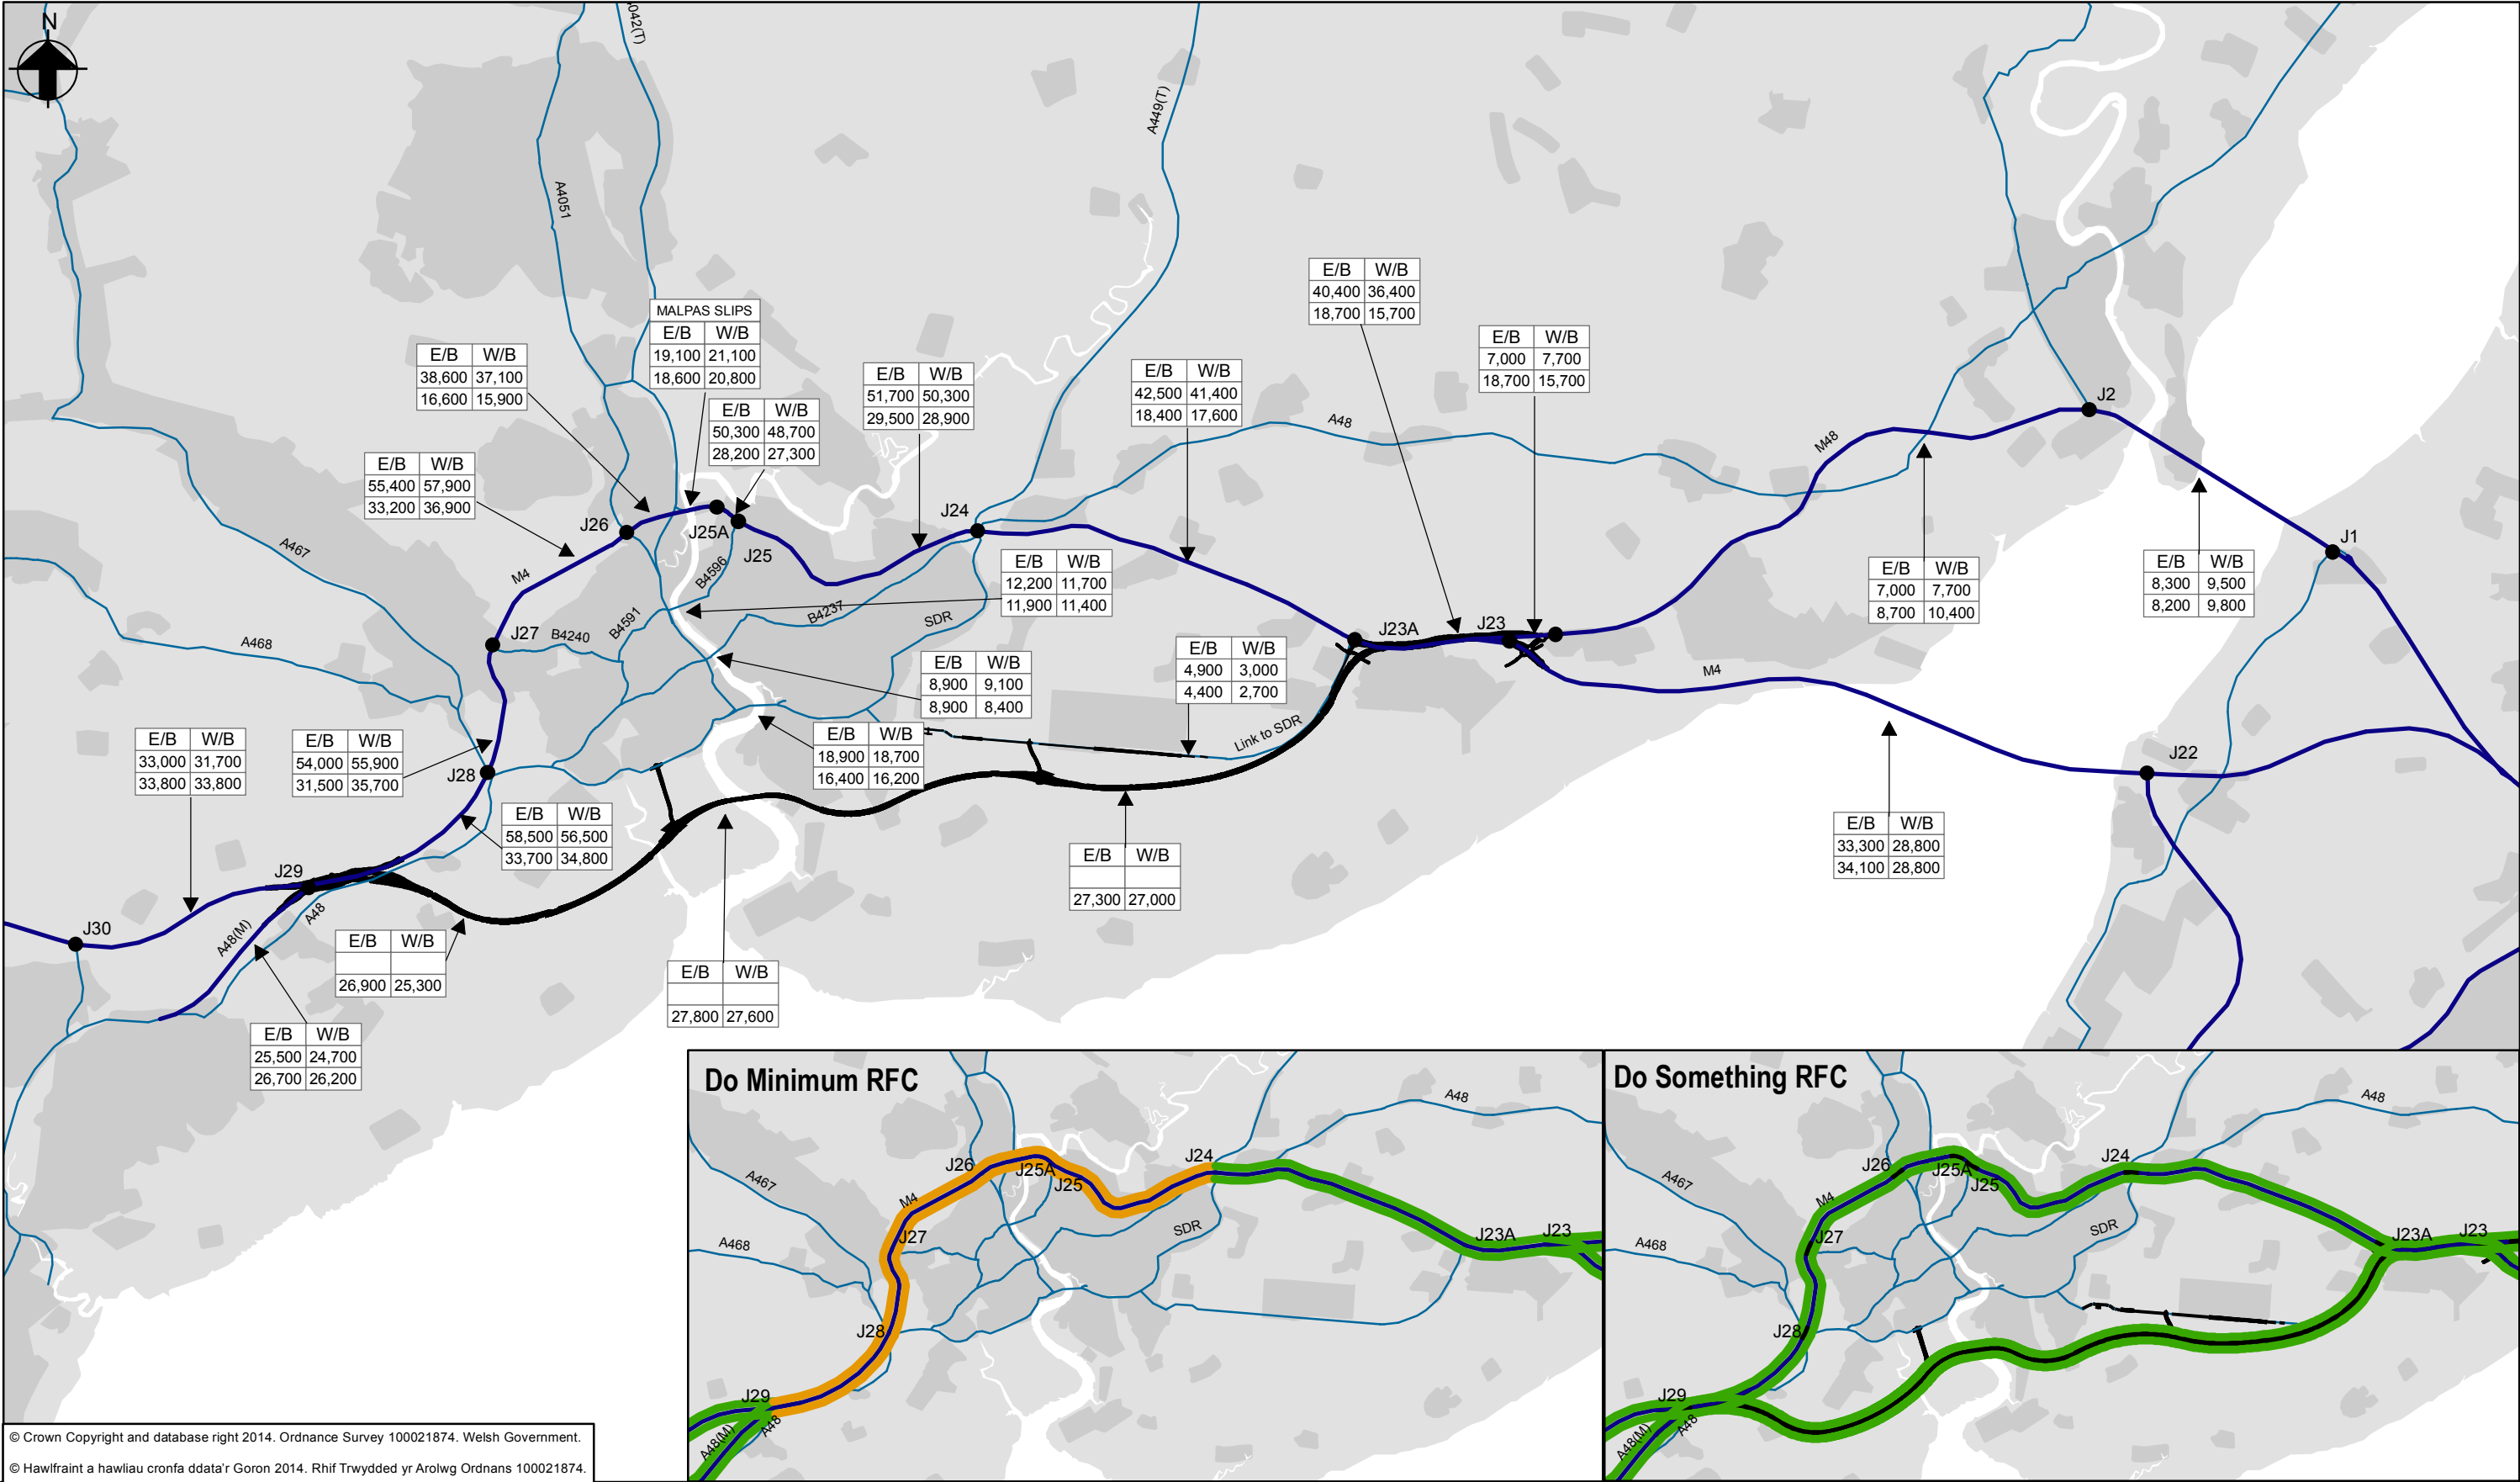 N
A4051
A449(T)
E/B W/B
40,400 36,400
18,700 15,700
MALPAS SLIPS
E/B W/B
19,100 21,100
18,600 20,800
E/B W/B
7,000 7,700
18,700 15,700
E/B W/B
38,600 37,100
16,600 15,900
E/B W/B
51,700 50,300
29,500 28,900
E/B W/B
42,500 41,400
18,400 17,600
E/B W/B
50,300 48,700
28,200 27,300
A48
J2
M48
E/B W/B
55,400 57,900
33,200 36,900
J26
J25A
J25
J24
J1
A467
M4
B4596
E/B W/B
12,200 11,700
11,900 11,400
E/B W/B
7,000 7,700
8,700 10,400
E/B W/B
8,300 9,500
8,200 9,800
B4237
SDR
J27
B4240
B4591
A468
J23A
J23
M4
E/B W/B
8,900 9,100
8,900 8,400
E/B W/B
4,900 3,000
4,400 2,700
Link to SDR
E/B W/B
33,000 31,700
33,800 33,800
E/B W/B
54,000 55,900
31,500 35,700
J28
E/B W/B
18,900 18,700
16,400 16,200
J22
E/B W/B
58,500 56,500
33,700 34,800
E/B W/B
33,300 28,800
34,100 28,800
E/B W/B
27,300 27,000
J29
A48
A48(M)
J30
E/B W/B
26,900 25,300
E/B W/B
27,800 27,600
E/B W/B
25,500 24,700
26,700 26,200
Do Minimum RFC
A48
J26
J25A
J25
J24
A467
M4
SDR
J27
A468
J23A
J23
J28
J29
A48(M)
A48
Do Something RFC
A48
J26
J25A
J25
J24
A467
M4
SDR
J27
A468
J23A
J23
J28
J29
A48(M)
A48
© Crown Copyright and database right 2014. Ordnance Survey 100021874. Welsh Government.
© Hawlfraint a hawliau cronfa ddata'r Goron 2014. Rhif Trwydded yr Arolwg Ordnans 100021874.